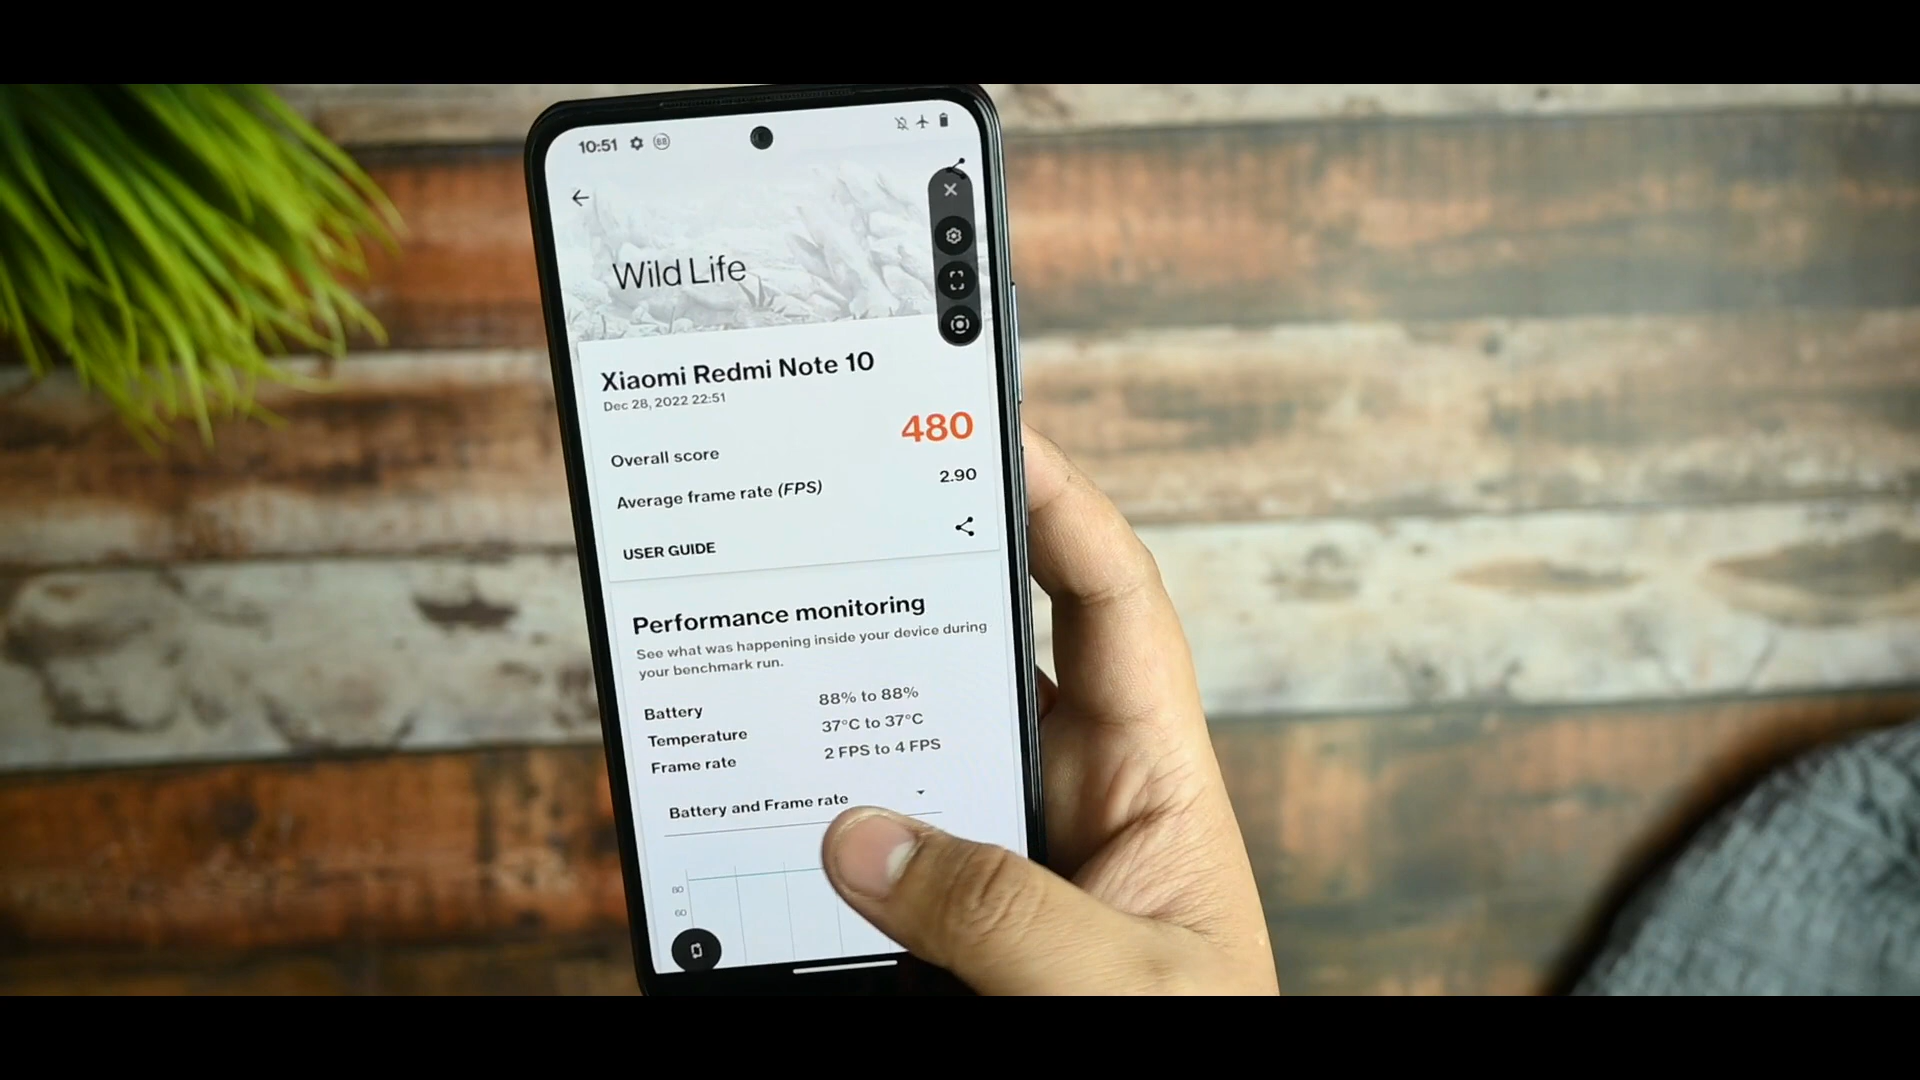 10:51 68
Wild Life
Xiaomi Redmi Note 10
Dec 28, 2022 22:51
480
Overall score
Average frame rate (FPS) 2.90
USER GUIDE
Performance monitoring
See what was happening inside your device during
your benchmark run.
Battery 88% to 88%
Temperature 37°C to 37°C
Frame rate 2 FPS to 4 FPS
Battery and Frame rate
80
60